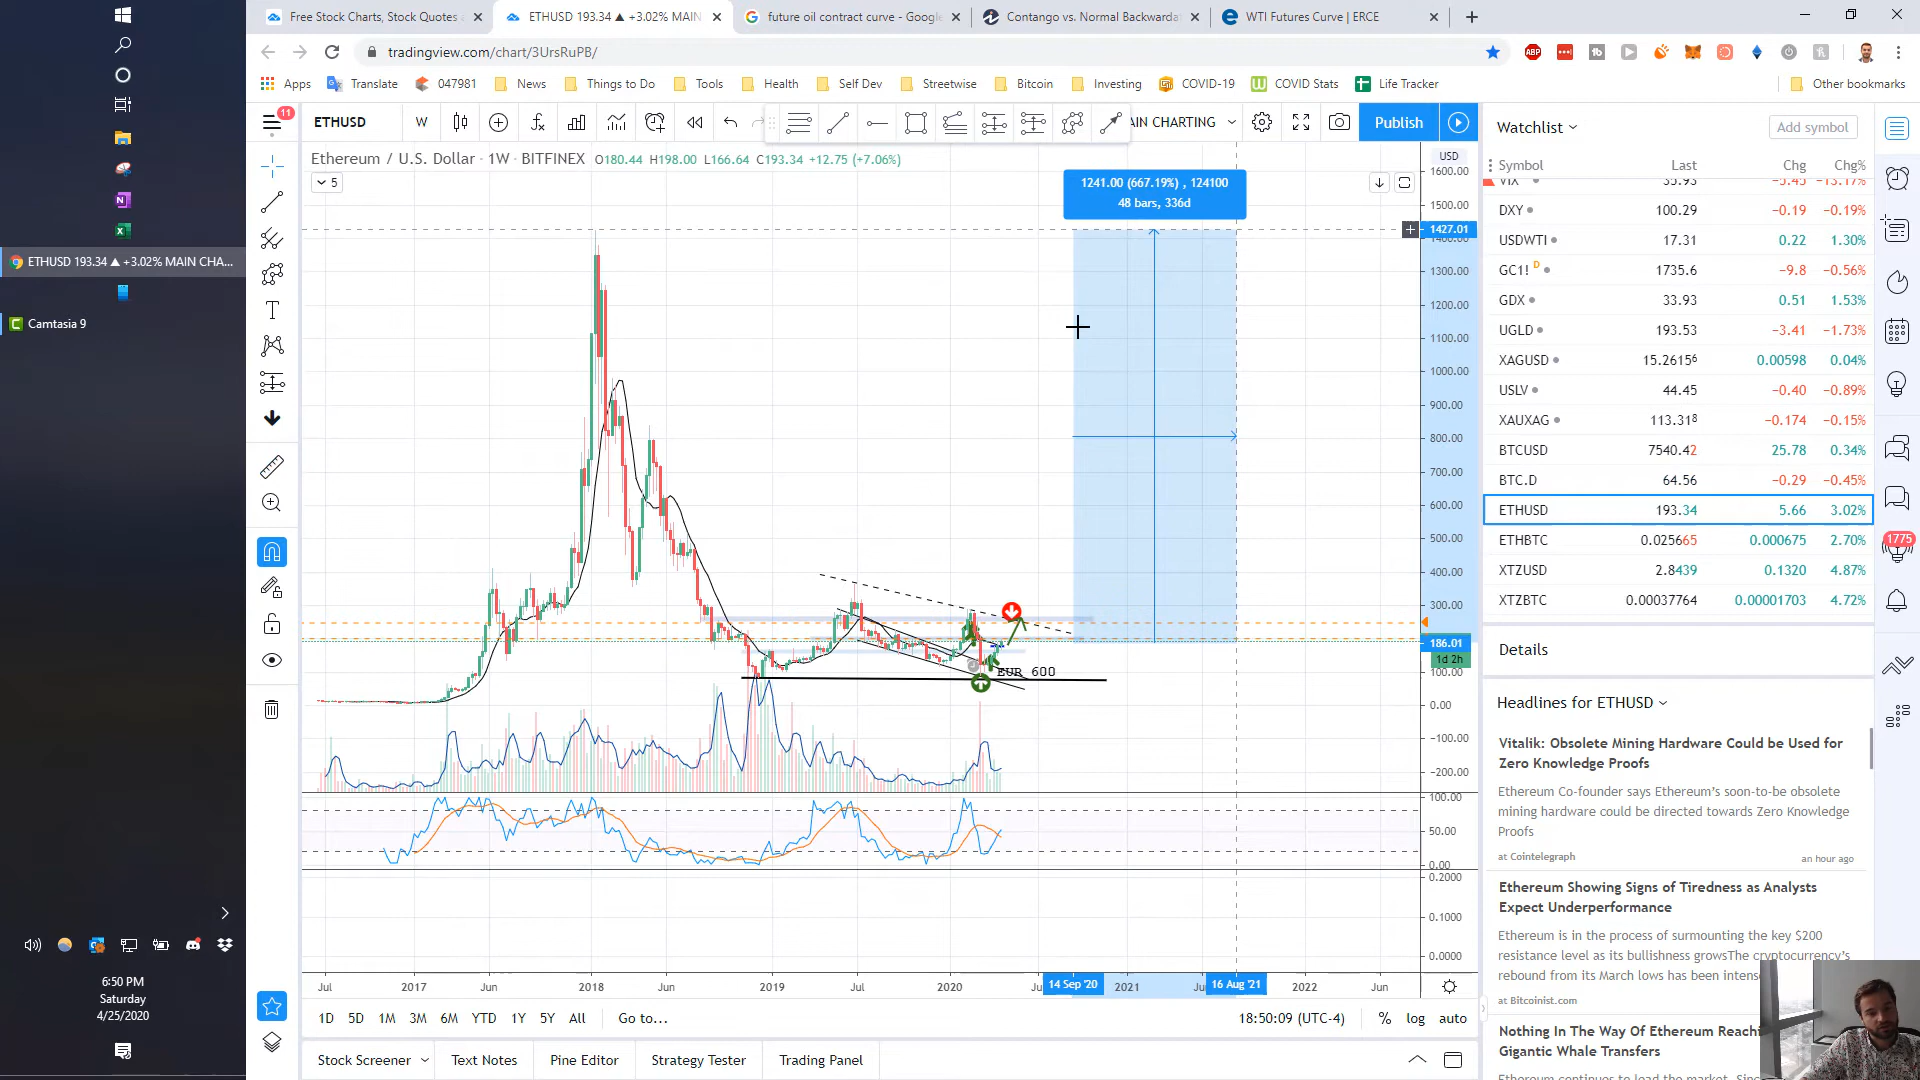 Free Stock Charts, Stock Quotes
ETHUSD 193.34 ▲ +3.02% MAIN
future oil contract curve - Google
Contango vs. Normal Backwarda
WTI Futures Curve | ERCE
tradingview.com/chart/3UrsRuPB/
Apps
Translate
047981
News
Things to Do
Tools
Health
Self Dev
Streetwise
Bitcoin
Investing
COVID-19
COVID Stats
Life Tracker
Other bookmarks
11
ETHUSD
W
AIN CHARTING
Publish
Ethereum / U.S. Dollar · 1W · BITFINEX O180.44 H198.00 L166.64 C193.34 +12.75 (+7.06%)
5
1241.00 (667.19%) , 124100
48 bars, 336d
EUR 600
USD
1600.00
1500.00
1427.01
1300.00
1200.00
1100.00
1000.00
900.00
800.00
700.00
600.00
500.00
400.00
300.00
186.01
1d 2h
100.00
0.00
-100.00
-200.00
100.00
50.00
0.00
0.2000
0.1000
0.0000
Jul
2017
Jun
2018
Jun
2019
Jul
2020
14 Sep '20
2021
16 Aug '21
2022
Jun
1D 5D 1M 3M 6M YTD 1Y 5Y All Go to...
18:50:09 (UTC-4)
% log auto
Stock Screener
Text Notes
Pine Editor
Strategy Tester
Trading Panel
Watchlist
Add symbol
Symbol Last Chg Chg%
VIX 35.93 −5.45 −13.17%
DXY 100.29 −0.19 −0.19%
USDWTI 17.31 0.22 1.30%
GC1! D 1735.6 −9.8 −0.56%
GDX 33.93 0.51 1.53%
UGLD 193.53 −3.41 −1.73%
XAGUSD 15.2615⁶ 0.00598 0.04%
USLV 44.45 −0.40 −0.89%
XAUXAG 113.31⁸ −0.174 −0.15%
BTCUSD 7540.42 25.78 0.34%
BTC.D 64.56 −0.29 −0.45%
ETHUSD 193.34 5.66 3.02%
ETHBTC 0.025665 0.000675 2.70%
XTZUSD 2.8439 0.1320 4.87%
XTZBTC 0.00037764 0.00001703 4.72%
Details
Headlines for ETHUSD
Vitalik: Obsolete Mining Hardware Could be Used for
Zero Knowledge Proofs
Ethereum Co-founder says Ethereum's soon-to-be obsolete
mining hardware could be directed towards Zero Knowledge
Proofs
at Cointelegraph
an hour ago
Ethereum Showing Signs of Tiredness as Analysts
Expect Underperformance
Ethereum is in the process of surmounting the key $200
resistance level as its bullishness growsThe cryptocurrency's
rebound from its March lows has been
at Bitcoinist.com
Nothing In The Way Of Ethereum
Gigantic Whale Transfers
1775
ETHUSD 193.34 ▲ +3.02% MAIN CHA...
Camtasia 9
6:50 PM
Saturday
4/25/2020